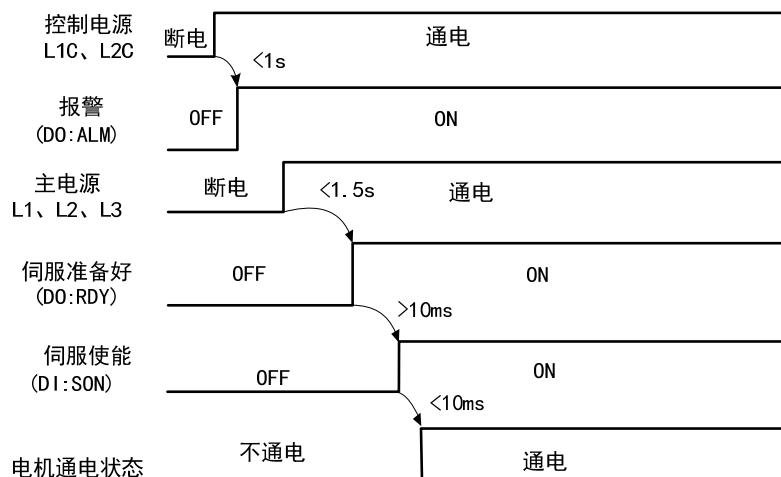 控制电源
L1C、L2C
断电
通电
<1s
报警
(DO:ALM)
OFF
ON
主电源
L1、L2、L3
断电
<1.5s
通电
伺服准备好
(DO:RDY)
OFF
ON
>10ms
伺服使能
(DI:SON)
OFF
ON
<10ms
电机通电状态
不通电
通电